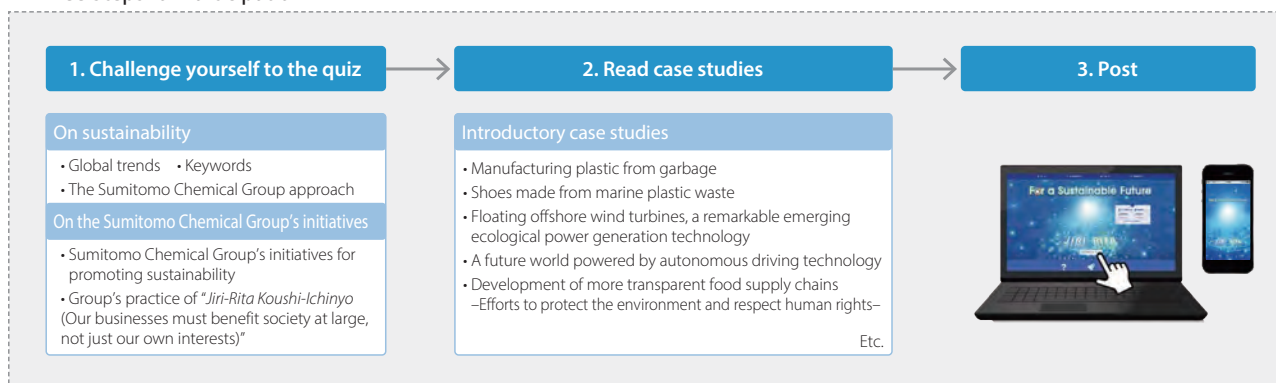 1. Challenge yourself to the quiz
2. Read case studies
3. Post
On sustainability
• Global trends • Keywords
• The Sumitomo Chemical Group approach
On the Sumitomo Chemical Group's initiatives
• Sumitomo Chemical Group's initiatives for
promoting sustainability
• Group's practice of "Jiri-Rita Koushi-Ichinyo
(Our businesses must benefit society at large,
not just our own interests)"
Introductory case studies
• Manufacturing plastic from garbage
• Shoes made from marine plastic waste
• Floating offshore wind turbines, a remarkable emerging
ecological power generation technology
• A future world powered by autonomous driving technology
• Development of more transparent food supply chains
–Efforts to protect the environment and respect human rights–
Etc.
For a Sustainable Future